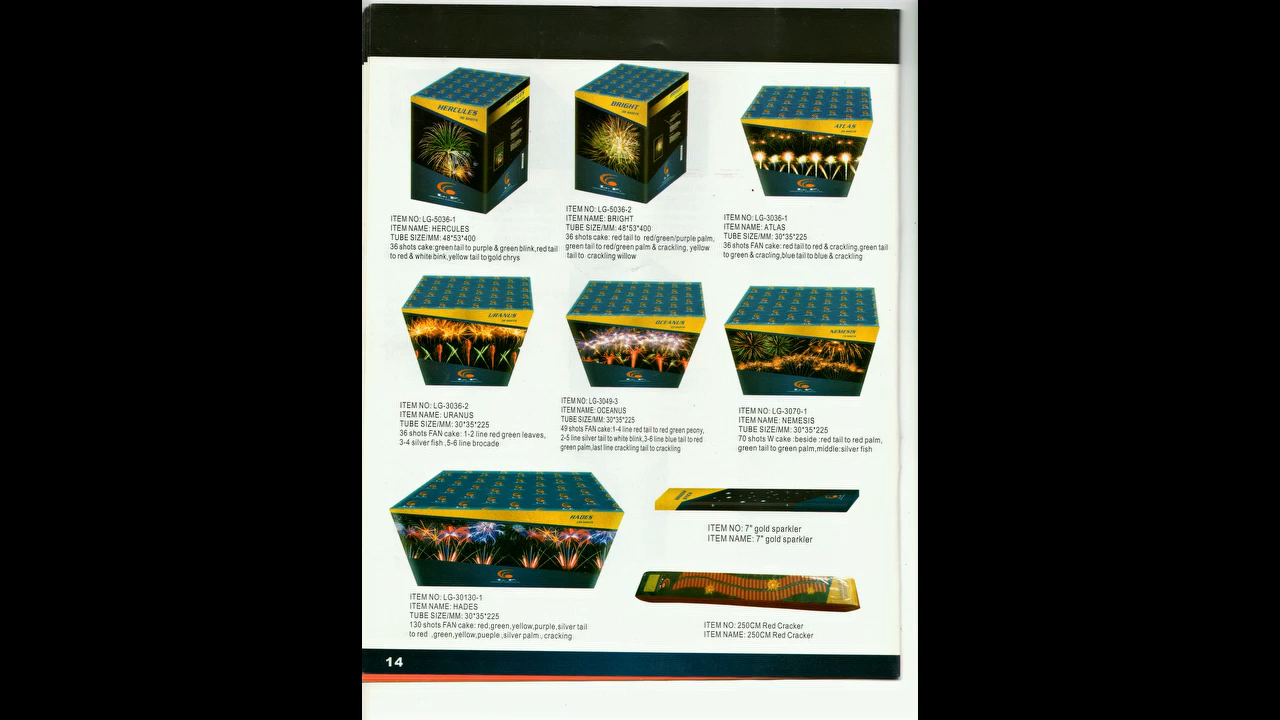 HERCULES
36 SHOTS
BRIGHT
36 SHOTS
ATLAS
36 SHOTS
ITEM NO: LG-5036-1
ITEM NAME: HERCULES
TUBE SIZE/MM: 48*53*400
36 shots cake:green tail to purple & green blink,red tail
to red & white bink,yellow tail to gold chrys
ITEM NO: LG-5036-2
ITEM NAME: BRIGHT
TUBE SIZE/MM: 48*53*400
36 shots cake: red tail to red/green/purple palm,
green tail to red/green palm & crackling, yellow
tail to crackling willow
ITEM NO: LG-3036-1
ITEM NAME: ATLAS
TUBE SIZE/MM: 30*35*225
36 shots FAN cake:red tail to red & crackling,green tail
to green & cracling,blue tail to blue & crackling
URANUS
OCEANUS
NEMESIS
ITEM NO: LG-3036-2
ITEM NAME: URANUS
TUBE SIZE/MM: 30*35*225
36 shots FAN cake: 1-2 line red green leaves,
3-4 silver fish ,5-6 line brocade
ITEM NO: LG-3049-3
ITEM NAME: OCEANUS
TUBE SIZE/MM: 30*35*225
49 shots FAN cake:1-4 line red tail to red green peony,
2-5 line silver tail to white blink,3-6 line blue tail to red
green palm,last line crackling tail to crackling
ITEM NO: LG-3070-1
ITEM NAME: NEMESIS
TUBE SIZE/MM: 30*35*225
70 shots W cake :beside :red tail to red palm,
green tail to green palm,middle:silver fish
HADES
ITEM NO: 7" gold sparkler
ITEM NAME: 7" gold sparkler
ITEM NO: LG-30130-1
ITEM NAME: HADES
TUBE SIZE/MM: 30*35*225
130 shots FAN cake: red,green,yellow,purple,silver tail
to red ,green,yellow,pueple ,silver palm , cracking
ITEM NO: 250CM Red Cracker
ITEM NAME: 250CM Red Cracker
14